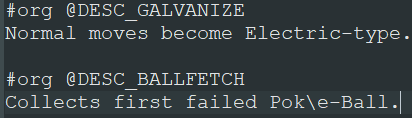 #org @DESC_GALVANIZE
Normal moves become Electric-type.
#org @DESC_BALLFETCH
Collects first failed Pok\e-Ball.